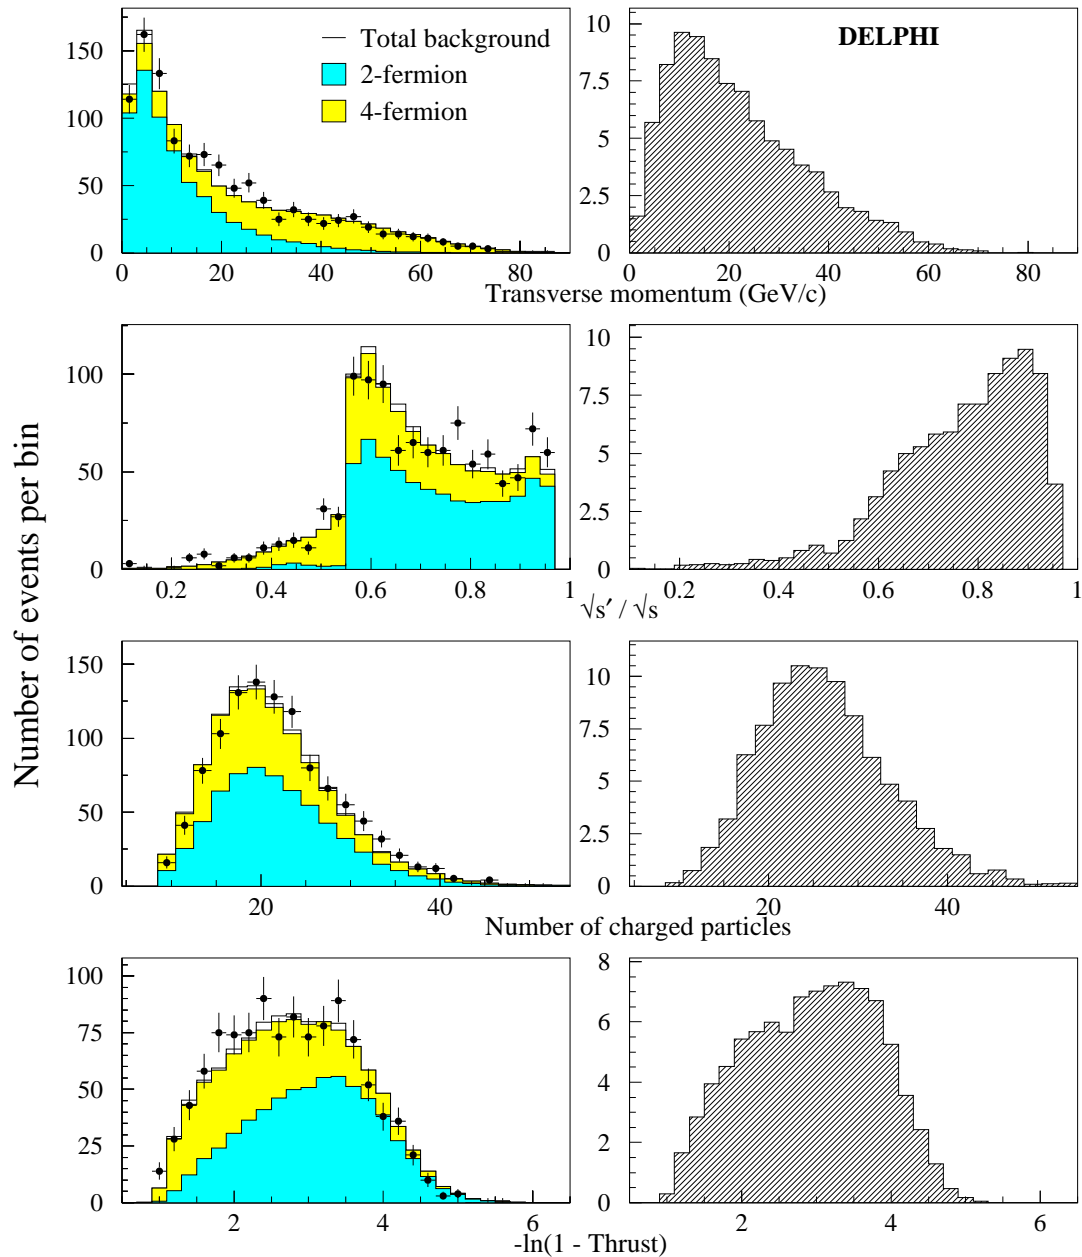 Number of events per bin
150
100
50
0
0 20 40 60 80
Total background
2-fermion
4-fermion
10
7.5
5
2.5
0
0 20 40 60 80
DELPHI
Transverse momentum (GeV/c)
100
50
0
0.2 0.4 0.6 0.8 1
10
7.5
5
2.5
0
0.2 0.4 0.6 0.8 1
√s′ / √s
150
100
50
0
20 40
10
7.5
5
2.5
0
20 40
Number of charged particles
100
75
50
25
0
2 4 6
8
6
4
2
0
2 4 6
-ln(1 - Thrust)